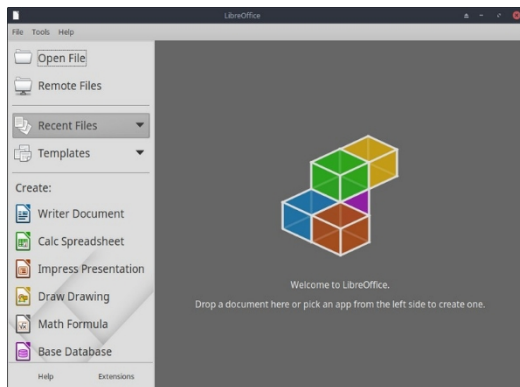 LibreOffice
File Tools Help
Open File
Remote Files
Recent Files
Templates
Create:
Writer Document
Calc Spreadsheet
Impress Presentation
Draw Drawing
Math Formula
Base Database
Help Extensions
Welcome to LibreOffice.
Drop a document here or pick an app from the left side to create one.